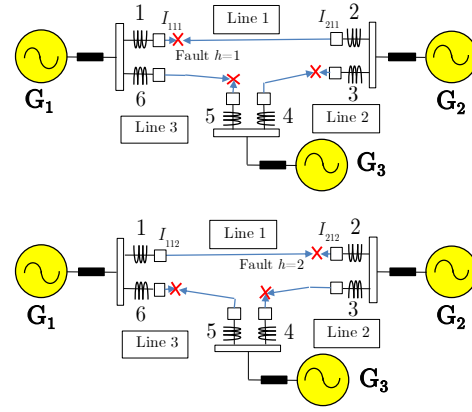 1
I₁₁₁
Line 1
I₂₁₁
2
Fault h=1
G₁
6
3
G₂
Line 3
5
4
Line 2
G₃
1
I₁₁₂
Line 1
I₂₁₂
2
Fault h=2
G₁
6
3
G₂
Line 3
5
4
Line 2
G₃